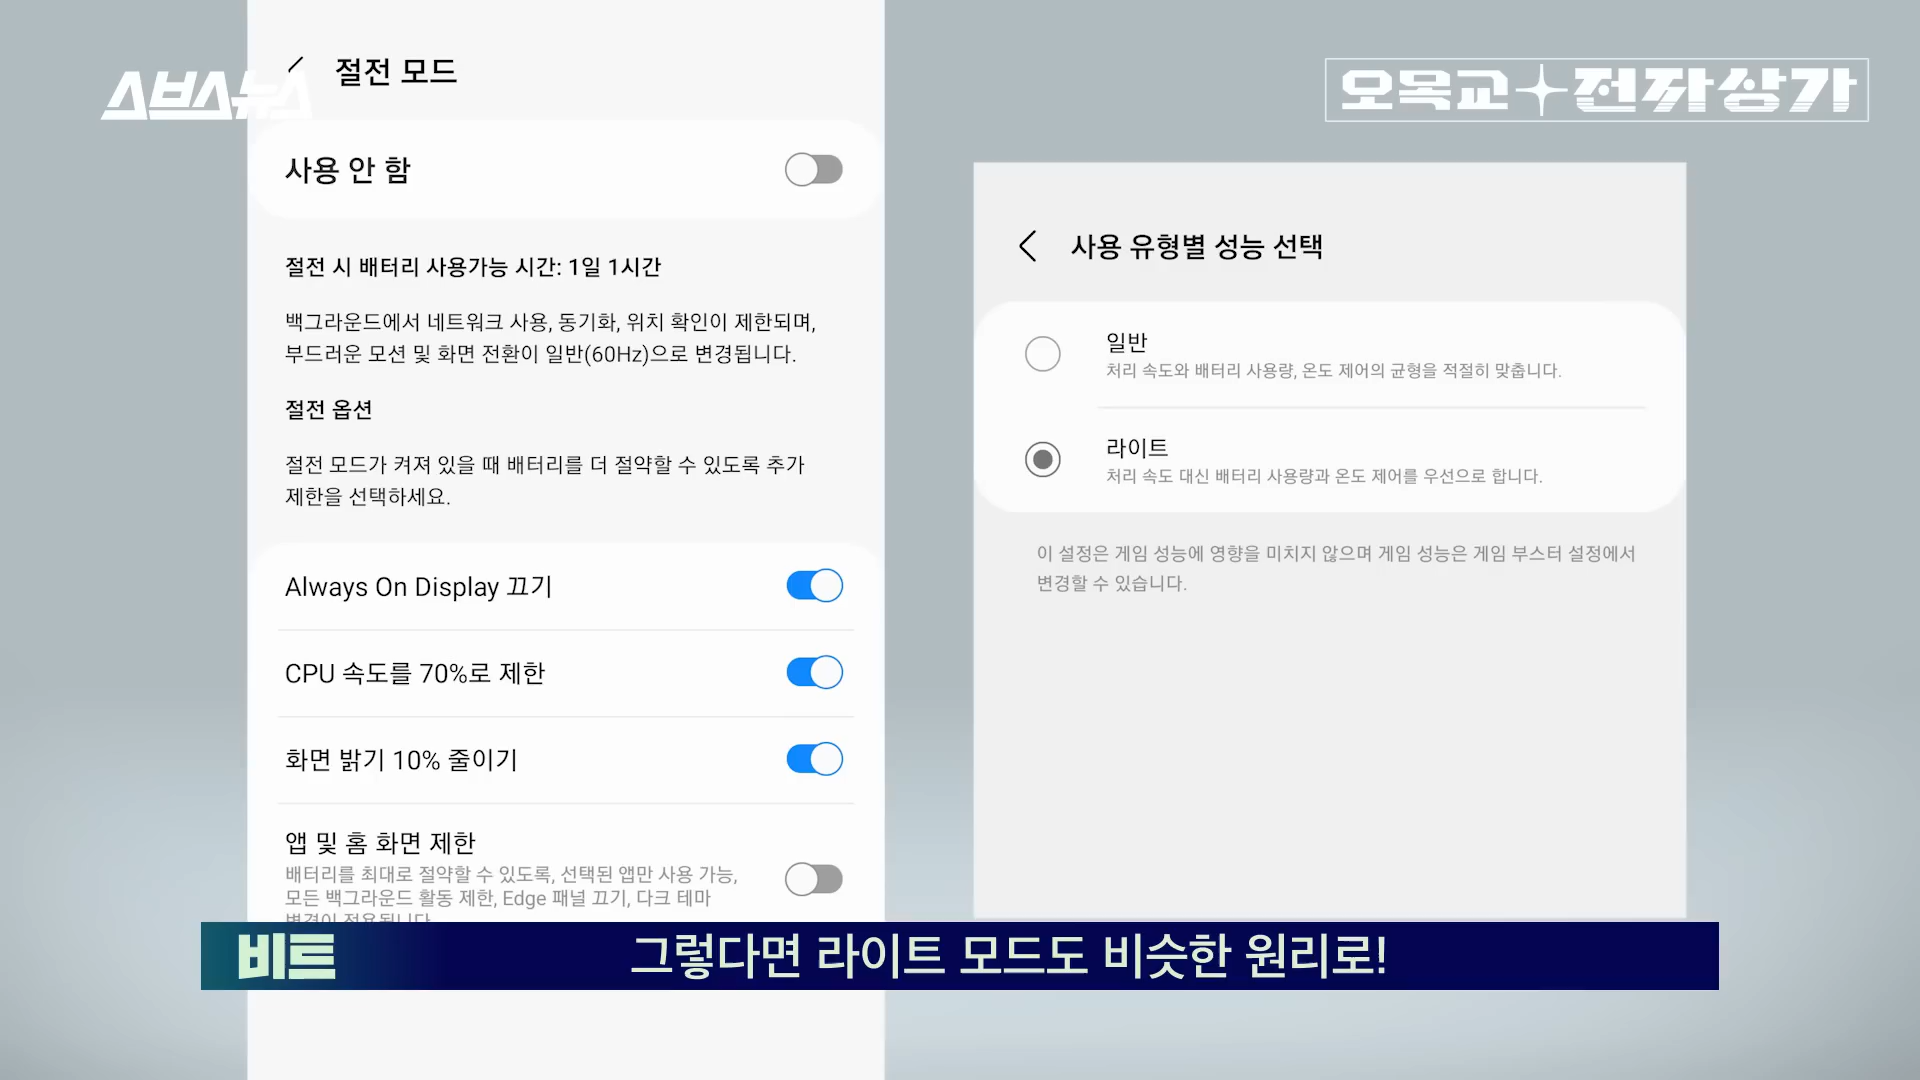 스브스뉴스
오목교 전자상가
절전 모드
사용 안 함
절전 시 배터리 사용가능 시간: 1일 1시간
백그라운드에서 네트워크 사용, 동기화, 위치 확인이 제한되며,
부드러운 모션 및 화면 전환이 일반(60Hz)으로 변경됩니다.
절전 옵션
절전 모드가 켜져 있을 때 배터리를 더 절약할 수 있도록 추가
제한을 선택하세요.
Always On Display 끄기
CPU 속도를 70%로 제한
화면 밝기 10% 줄이기
앱 및 홈 화면 제한
배터리를 최대로 절약할 수 있도록, 선택된 앱만 사용 가능,
모든 백그라운드 활동 제한, Edge 패널 끄기, 다크 테마
변경이 적용됩니다.
사용 유형별 성능 선택
일반
처리 속도와 배터리 사용량, 온도 제어의 균형을 적절히 맞춥니다.
라이트
처리 속도 대신 배터리 사용량과 온도 제어를 우선으로 합니다.
이 설정은 게임 성능에 영향을 미치지 않으며 게임 성능은 게임 부스터 설정에서
변경할 수 있습니다.
비트
그렇다면 라이트 모드도 비슷한 원리로!